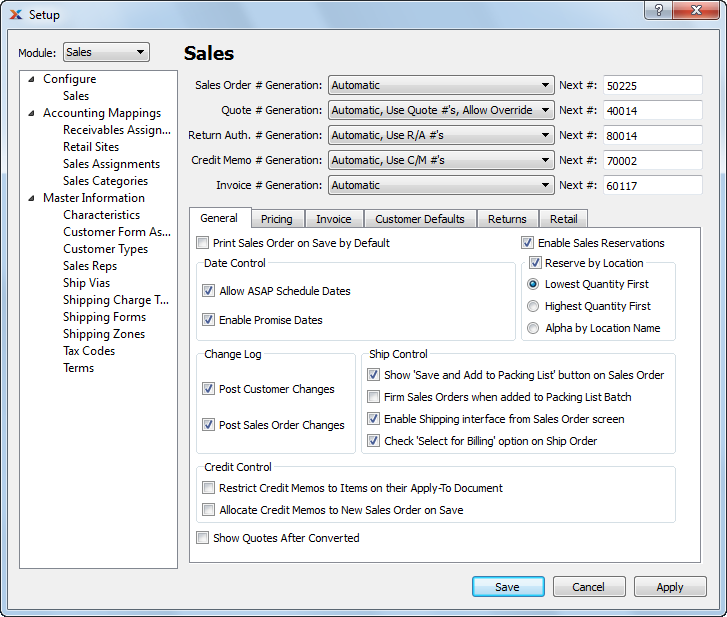 Setup
Module: Sales
Configure
Sales
Accounting Mappings
Receivables Assign...
Retail Sites
Sales Assignments
Sales Categories
Master Information
Characteristics
Customer Form As...
Customer Types
Sales Reps
Ship Vias
Shipping Charge T...
Shipping Forms
Shipping Zones
Tax Codes
Terms
Sales
Sales Order # Generation: Automatic Next #: 50225
Quote # Generation: Automatic, Use Quote #'s, Allow Override Next #: 40014
Return Auth. # Generation: Automatic, Use R/A #'s Next #: 80014
Credit Memo # Generation: Automatic, Use C/M #'s Next #: 70002
Invoice # Generation: Automatic Next #: 60117
General Pricing Invoice Customer Defaults Returns Retail
Print Sales Order on Save by Default
Enable Sales Reservations
Date Control
Allow ASAP Schedule Dates
Enable Promise Dates
Reserve by Location
Lowest Quantity First
Highest Quantity First
Alpha by Location Name
Change Log
Post Customer Changes
Post Sales Order Changes
Ship Control
Show 'Save and Add to Packing List' button on Sales Order
Firm Sales Orders when added to Packing List Batch
Enable Shipping interface from Sales Order screen
Check 'Select for Billing' option on Ship Order
Credit Control
Restrict Credit Memos to Items on their Apply-To Document
Allocate Credit Memos to New Sales Order on Save
Show Quotes After Converted
Save Cancel Apply